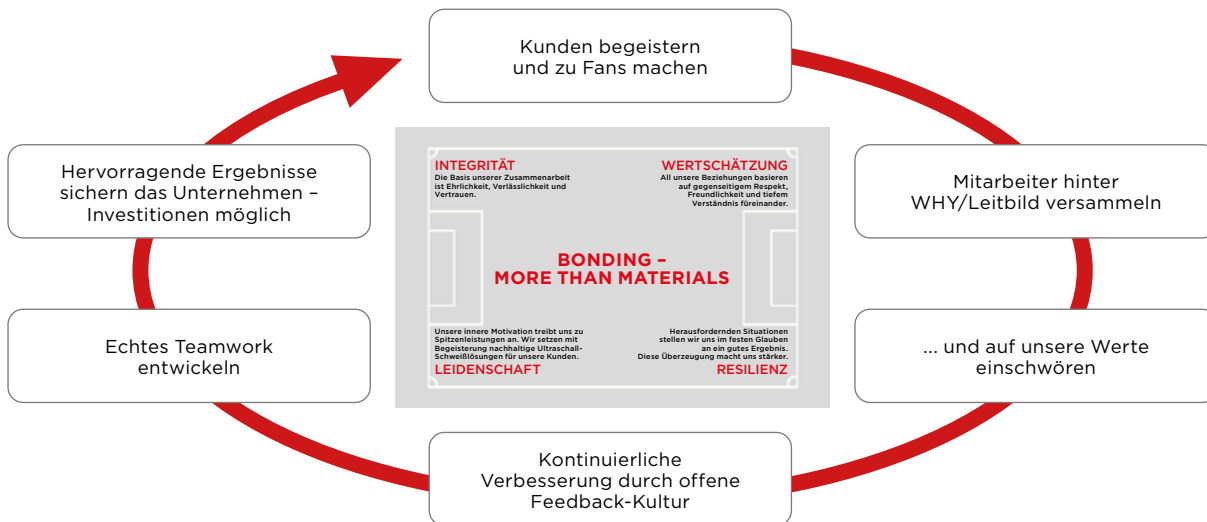 Kunden begeistern
und zu Fans machen
Mitarbeiter hinter
WHY/Leitbild versammeln
... und auf unsere Werte
einschwören
Kontinuierliche
Verbesserung durch offene
Feedback-Kultur
Echtes Teamwork
entwickeln
Hervorragende Ergebnisse
sichern das Unternehmen –
Investitionen möglich
INTEGRITÄT
Die Basis unserer Zusammenarbeit
ist Ehrlichkeit, Verlässlichkeit und
Vertrauen.
WERTSCHÄTZUNG
All unsere Beziehungen basieren
auf gegenseitigem Respekt,
Freundlichkeit und tiefem
Verständnis füreinander.
BONDING –
MORE THAN MATERIALS
Unsere innere Motivation treibt uns zu
Spitzenleistungen an. Wir setzen mit
Begeisterung nachhaltige Ultraschall-
Schweißlösungen für unsere Kunden.
LEIDENSCHAFT
Herausfordernden Situationen
stellen wir uns im festen Glauben
an ein gutes Ergebnis.
Diese Überzeugung macht uns stärker.
RESILIENZ